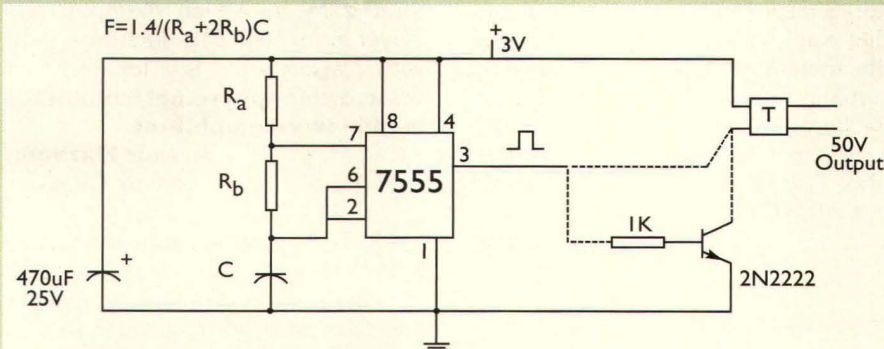 F=1.4/(Ra+2Rb)C
+
3V
Ra
8
4
7
3
T
Rb
6
7555
50V
Output
2
1K
C
1
+
470uF
25V
2N2222